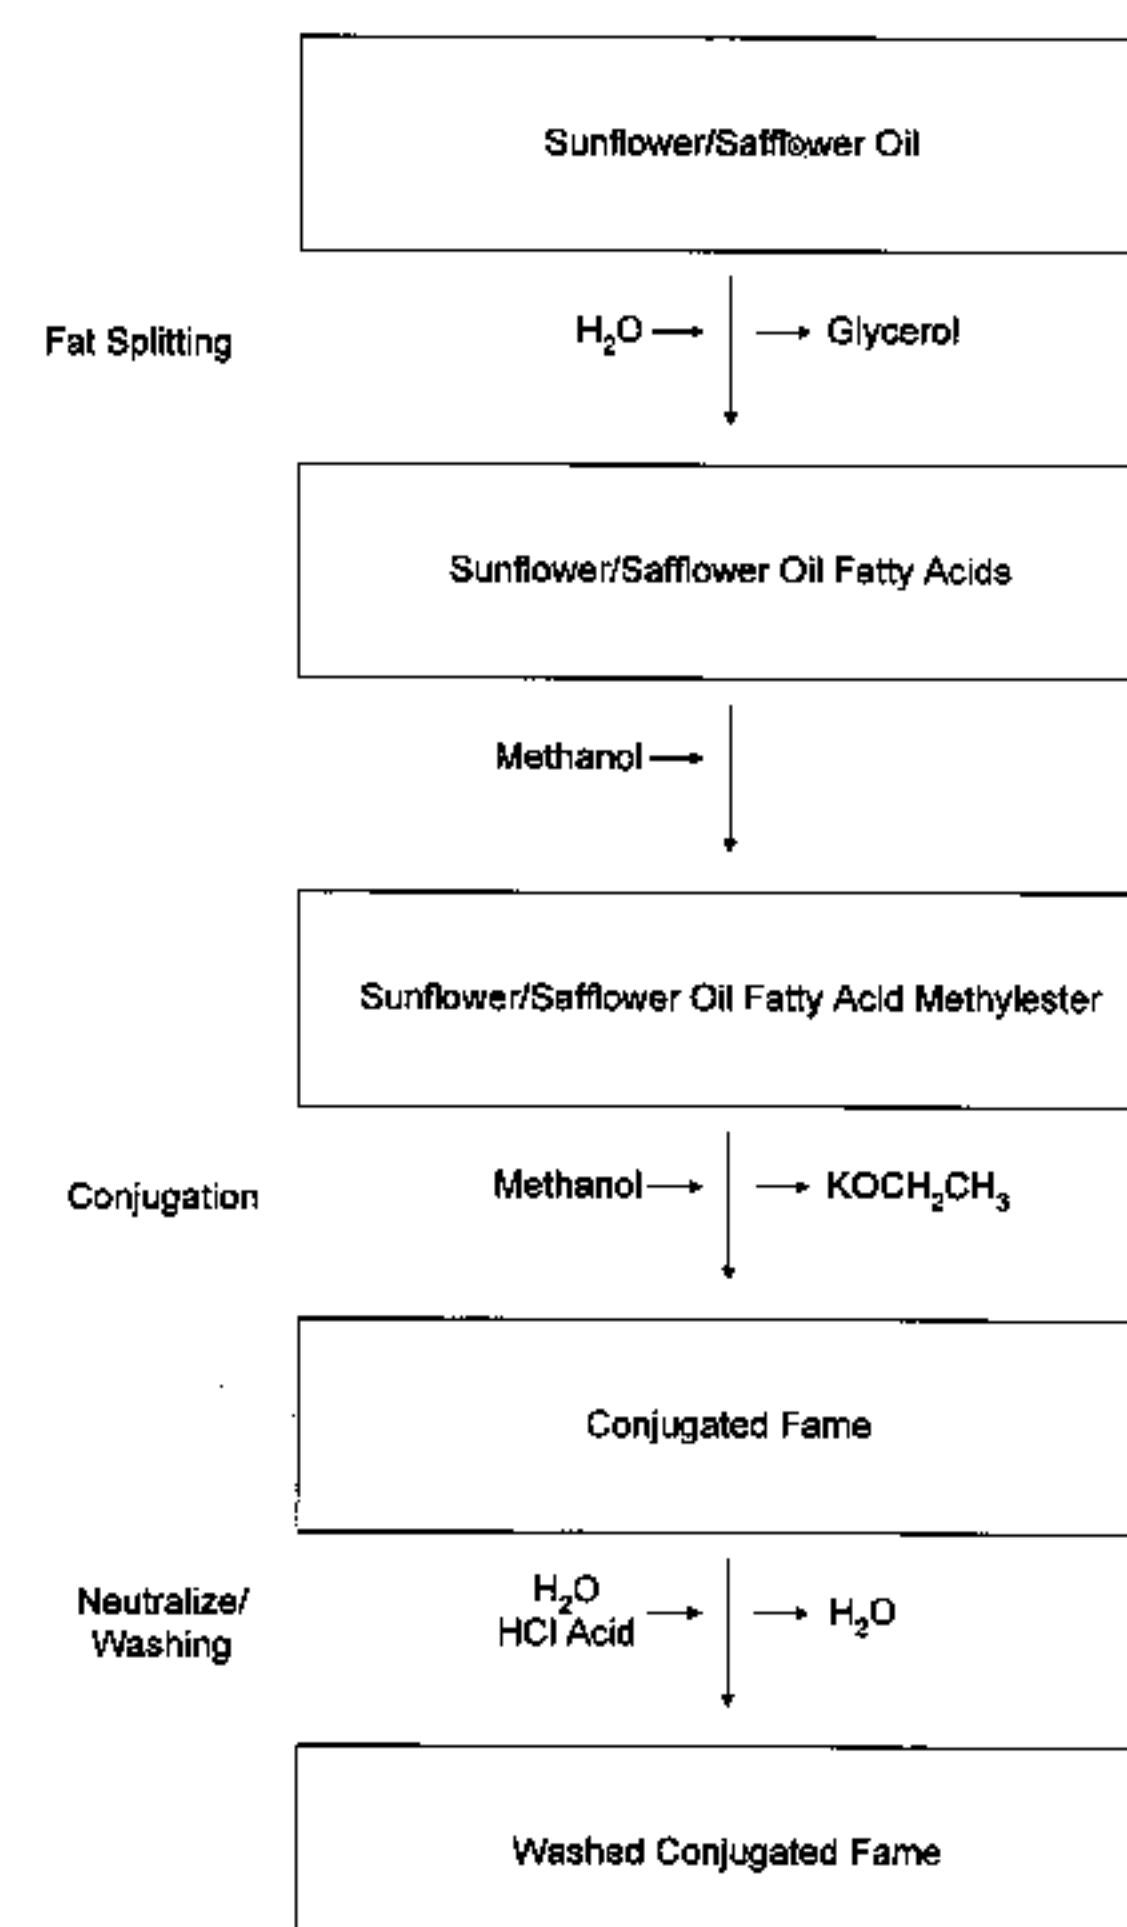 Sunflower/Safflower Oil
Fat Splitting
H₂O
Glycerol
Sunflower/Safflower Oil Fatty Acids
Methanol
Sunflower/Safflower Oil Fatty Acid Methylester
Conjugation
Methanol
KOCH₂CH₃
Conjugated Fame
Neutralize/
Washing
H₂O
HCl Acid
H₂O
Washed Conjugated Fame